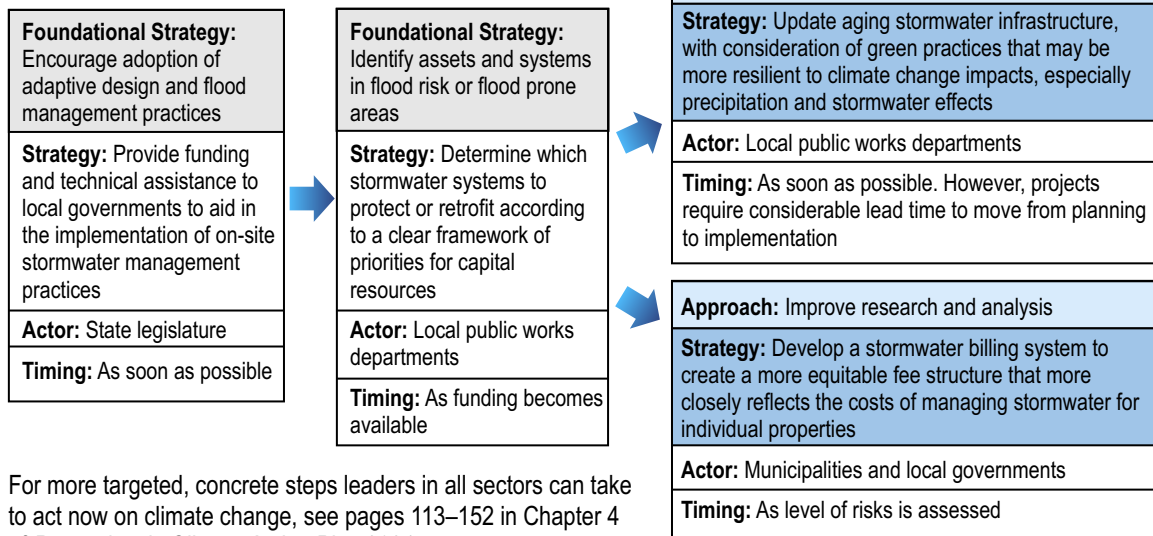 Foundational Strategy:
Encourage adoption of
adaptive design and flood
management practices
Strategy: Provide funding
and technical assistance to
local governments to aid in
the implementation of on-site
stormwater management
practices
Actor: State legislature
Timing: As soon as possible
Foundational Strategy:
Identify assets and systems
in flood risk or flood prone
areas
Strategy: Determine which
stormwater systems to
protect or retrofit according
to a clear framework of
priorities for capital
resources
Actor: Local public works
departments
Timing: As funding becomes
available
Strategy: Update aging stormwater infrastructure,
with consideration of green practices that may be
more resilient to climate change impacts, especially
precipitation and stormwater effects
Actor: Local public works departments
Timing: As soon as possible. However, projects
require considerable lead time to move from planning
to implementation
Approach: Improve research and analysis
Strategy: Develop a stormwater billing system to
create a more equitable fee structure that more
closely reflects the costs of managing stormwater for
individual properties
Actor: Municipalities and local governments
Timing: As level of risks is assessed
For more targeted, concrete steps leaders in all sectors can take
to act now on climate change, see pages 113–152 in Chapter 4